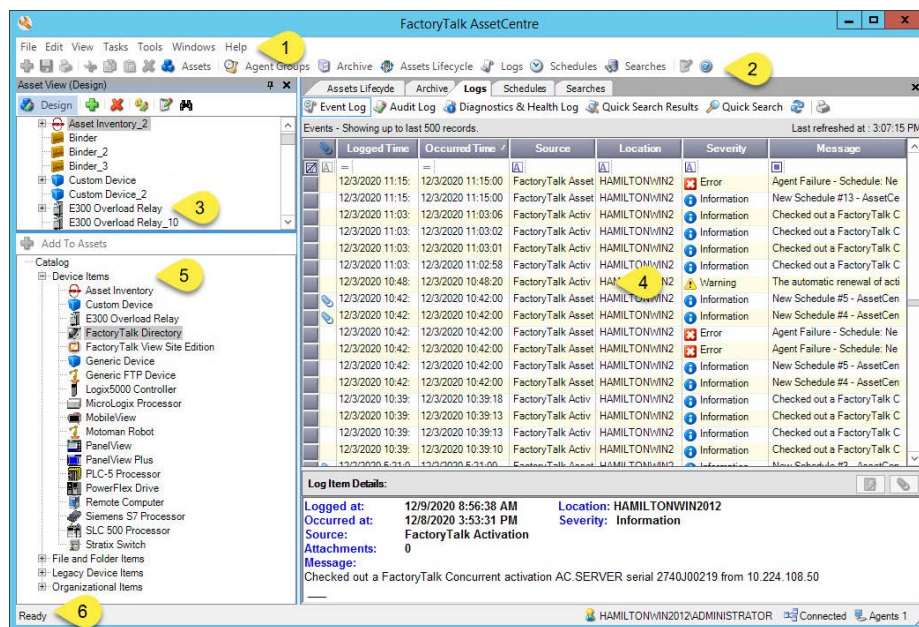 FactoryTalk AssetCentre
File Edit View Tasks Tools Windows Help
1
Assets Agent Groups Archive Assets Lifecycle Logs Schedules Searches
2
Asset View (Design)
Design
Asset Inventory_2
Binder
Binder_2
Binder_3
Custom Device
Custom Device_2
E300 Overload Relay
E300 Overload Relay_10
3
Add To Assets
Catalog
Device Items
5
Asset Inventory
Custom Device
E300 Overload Relay
FactoryTalk Directory
FactoryTalk View Site Edition
Generic Device
Generic FTP Device
Logix5000 Controller
MicroLogix Processor
MobileView
Motoman Robot
PanelView
PanelView Plus
PLC-5 Processor
PowerFlex Drive
Remote Computer
Siemens S7 Processor
SLC 500 Processor
Stratix Switch
File and Folder Items
Legacy Device Items
Organizational Items
Assets Lifecycle Archive Logs Schedules Searches
Event Log Audit Log Diagnostics & Health Log Quick Search Results Quick Search
Events - Showing up to last 500 records. Last refreshed at : 3:07:15 PM
Logged Time Occurred Time Source Location Severity Message
12/3/2020 11:15: 12/3/2020 11:15:00 FactoryTalk Asset HAMILTONWIN2 Error Agent Failure - Schedule: Ne
12/3/2020 11:15: 12/3/2020 11:15:00 FactoryTalk Asset HAMILTONWIN2 Information New Schedule #13 - AssetCe
12/3/2020 11:03: 12/3/2020 11:03:06 FactoryTalk Activ HAMILTONWIN2 Information Checked out a FactoryTalk C
12/3/2020 11:03: 12/3/2020 11:03:02 FactoryTalk Activ HAMILTONWIN2 Information Checked out a FactoryTalk C
12/3/2020 11:03: 12/3/2020 11:03:01 FactoryTalk Activ HAMILTONWIN2 Information Checked out a FactoryTalk C
12/3/2020 11:03: 12/3/2020 11:02:58 FactoryTalk Activ HAMILTONWIN2 Information Checked out a FactoryTalk C
12/3/2020 10:48: 12/3/2020 10:48:20 FactoryTalk Activ HAMILTONWIN2 Warning The automatic renewal of acti
4
12/3/2020 10:42: 12/3/2020 10:42:00 FactoryTalk Asset HAMILTONWIN2 Information New Schedule #5 - AssetCen
12/3/2020 10:42: 12/3/2020 10:42:00 FactoryTalk Asset HAMILTONWIN2 Information New Schedule #4 - AssetCen
12/3/2020 10:42: 12/3/2020 10:42:00 FactoryTalk Asset HAMILTONWIN2 Error Agent Failure - Schedule: Ne
12/3/2020 10:42: 12/3/2020 10:42:00 FactoryTalk Asset HAMILTONWIN2 Error Agent Failure - Schedule: Ne
12/3/2020 10:42: 12/3/2020 10:42:00 FactoryTalk Asset HAMILTONWIN2 Information New Schedule #5 - AssetCen
12/3/2020 10:42: 12/3/2020 10:42:00 FactoryTalk Asset HAMILTONWIN2 Information New Schedule #4 - AssetCen
12/3/2020 10:39: 12/3/2020 10:39:18 FactoryTalk Activ HAMILTONWIN2 Information Checked out a FactoryTalk C
12/3/2020 10:39: 12/3/2020 10:39:13 FactoryTalk Activ HAMILTONWIN2 Information Checked out a FactoryTalk C
12/3/2020 10:39: 12/3/2020 10:39:13 FactoryTalk Activ HAMILTONWIN2 Information Checked out a FactoryTalk C
12/3/2020 10:39: 12/3/2020 10:39:10 FactoryTalk Activ HAMILTONWIN2 Information Checked out a FactoryTalk C
Log Item Details:
Logged at: 12/9/2020 8:56:38 AM Location: HAMILTONWIN2012
Occurred at: 12/8/2020 3:53:31 PM Severity: Information
Source: FactoryTalk Activation
Attachments: 0
Message:
Checked out a FactoryTalk Concurrent activation AC.SERVER serial 2740J00219 from 10.224.108.50
Ready
6
HAMILTONWIN2012\ADMINISTRATOR Connected Agents 1